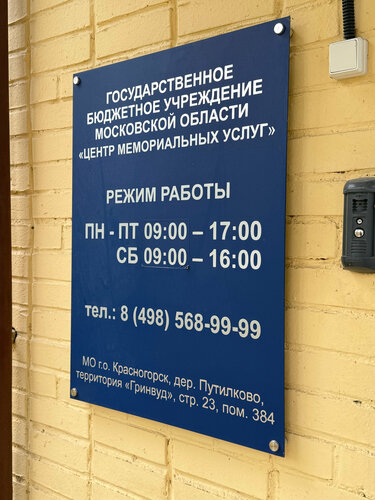 ГОСУДАРСТВЕННОЕ
БЮДЖЕТНОЕ УЧРЕЖДЕНИЕ
МОСКОВСКОЙ ОБЛАСТИ
«ЦЕНТР МЕМОРИАЛЬНЫХ УСЛУГ»
РЕЖИМ РАБОТЫ
ПН - ПТ 09:00 – 17:00
СБ 09:00 – 16:00
тел.: 8 (498) 568-99-99
МО г.о. Красногорск, дер. Путилково,
территория «Гринвуд», стр. 23, пом. 384